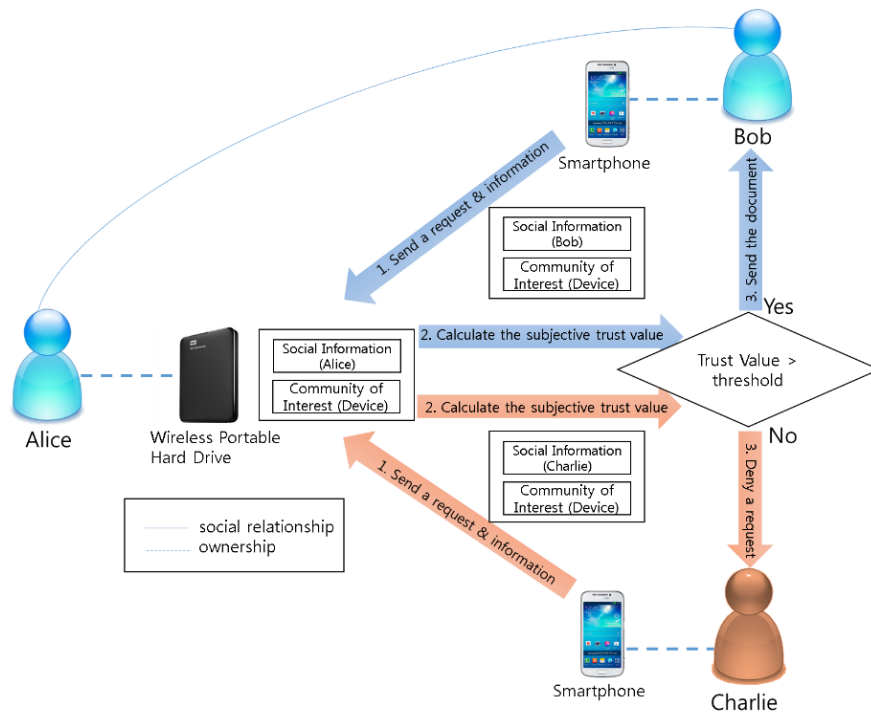 Bob
Smartphone
1. Send a request & information
Social Information
(Bob)
Community of
Interest (Device)
3. Send the document
Yes
2. Calculate the subjective trust value
Social Information
(Alice)
Community of
Interest (Device)
Trust Value >
threshold
Alice
Wireless Portable
Hard Drive
2. Calculate the subjective trust value
No
Social Information
(Charlie)
Community of
Interest (Device)
3. Deny a request
1. Send a request & information
social relationship
ownership
Smartphone
Charlie